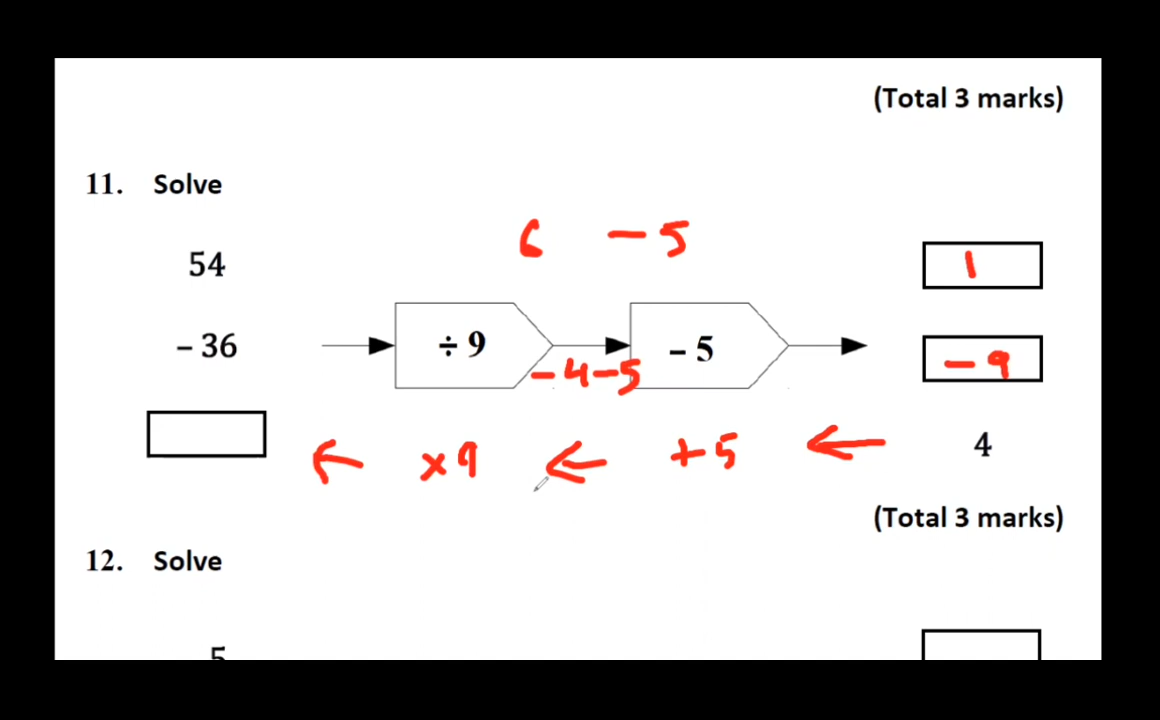 (Total 3 marks)
11. Solve
6 – 5
54
1
– 36
÷ 9
– 5
– 9
– 4 – 5
← ×9 ← +5 ← 4
(Total 3 marks)
12. Solve
5